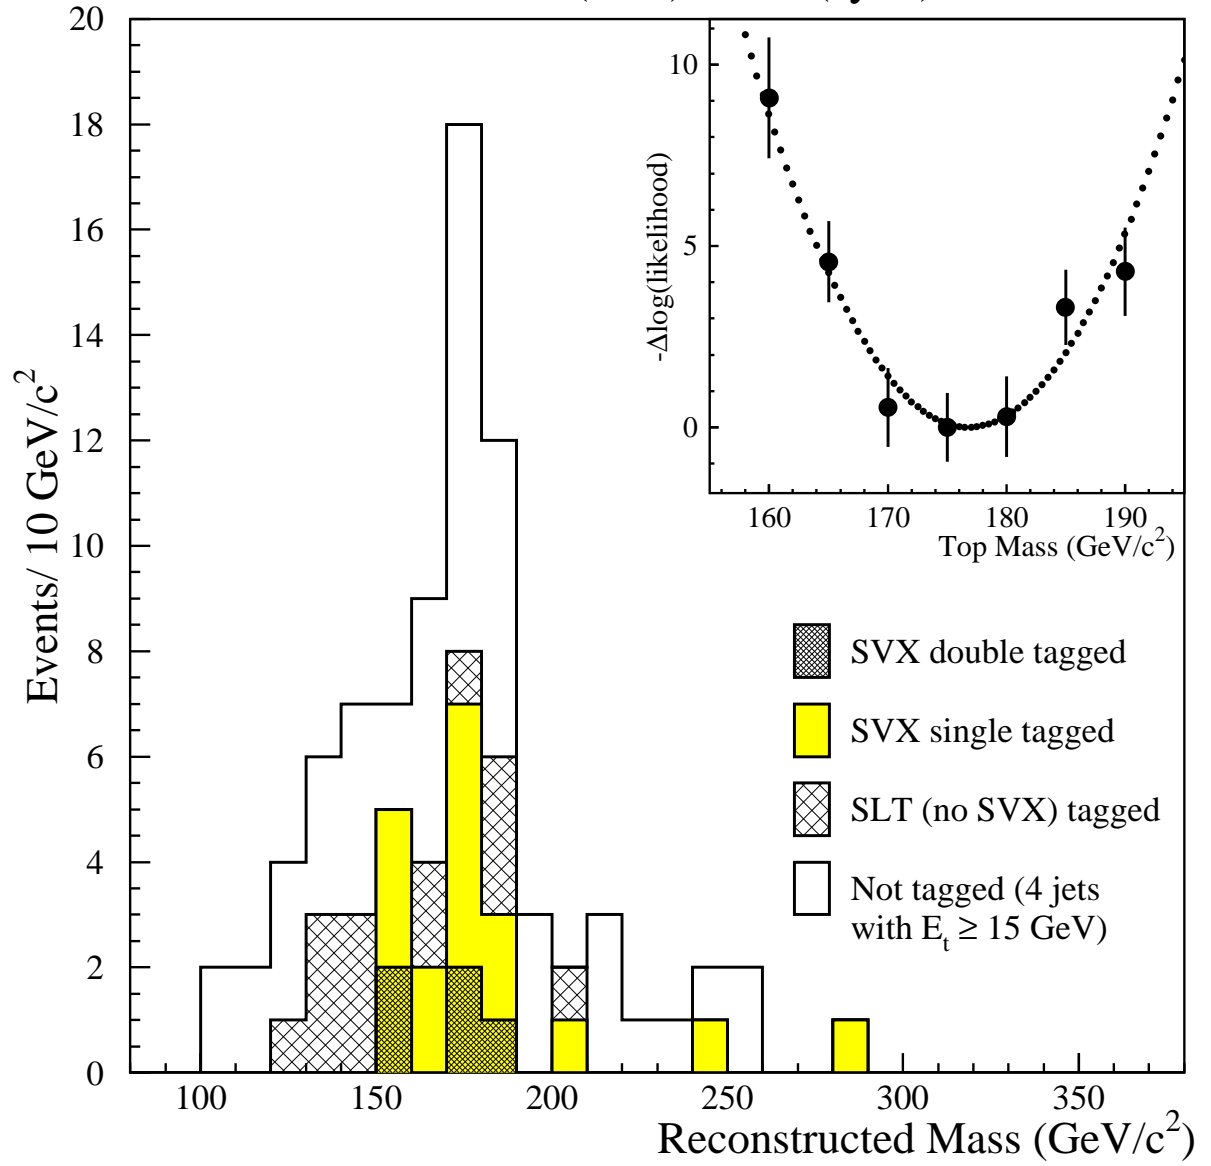 20
18
16
14
12
10
8
6
4
2
0
Events/ 10 GeV/c²
100 150 200 250 300 350
Reconstructed Mass (GeV/c²)
10
5
0
-Δlog(likelihood)
160 170 180 190
Top Mass (GeV/c²)
SVX double tagged
SVX single tagged
SLT (no SVX) tagged
Not tagged (4 jets
with Eₜ ≥ 15 GeV)